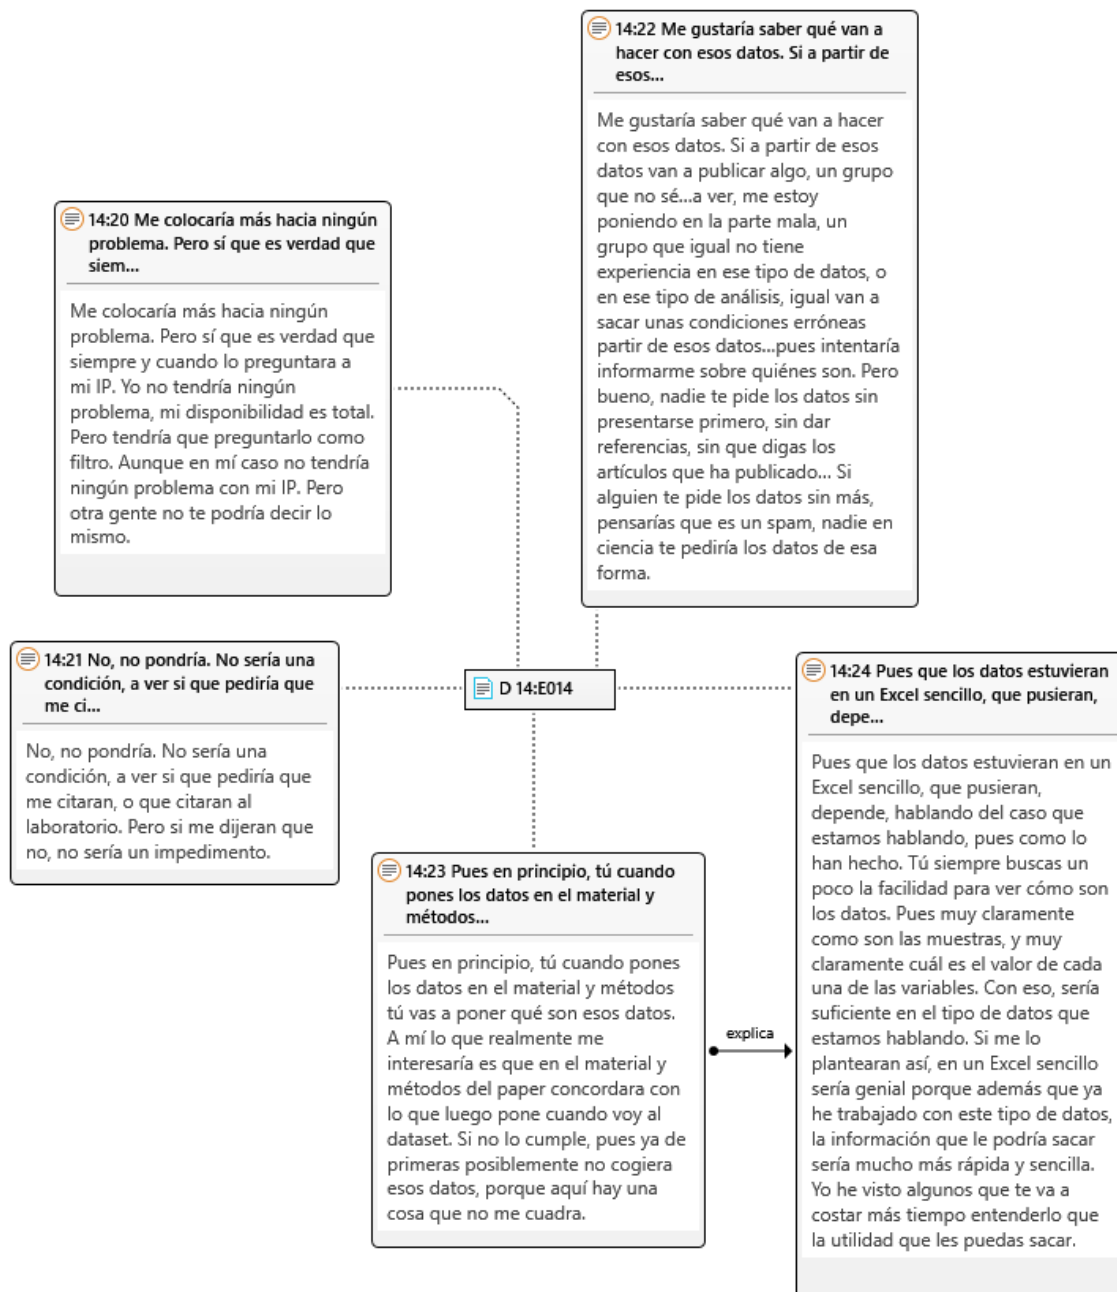 14:22 Me gustaría saber qué van a
hacer con esos datos. Si a partir de
esos...
Me gustaría saber qué van a hacer
con esos datos. Si a partir de esos
datos van a publicar algo, un grupo
que no sé...a ver, me estoy
poniendo en la parte mala, un
grupo que igual no tiene
experiencia en ese tipo de datos, o
en ese tipo de análisis, igual van a
sacar unas condiciones erróneas
partir de esos datos...pues intentaría
informarme sobre quiénes son. Pero
bueno, nadie te pide los datos sin
presentarse primero, sin dar
referencias, sin que digas los
artículos que ha publicado... Si
alguien te pide los datos sin más,
pensarías que es un spam, nadie en
ciencia te pediría los datos de esa
forma.
14:20 Me colocaría más hacia ningún
problema. Pero sí que es verdad que
siem...
Me colocaría más hacia ningún
problema. Pero sí que es verdad que
siempre y cuando lo preguntara a
mi IP. Yo no tendría ningún
problema, mi disponibilidad es total.
Pero tendría que preguntarlo como
filtro. Aunque en mí caso no tendría
ningún problema con mi IP. Pero
otra gente no te podría decir lo
mismo.
14:21 No, no pondría. No sería una
condición, a ver si que pediría que
me ci...
No, no pondría. No sería una
condición, a ver si que pediría que
me citaran, o que citaran al
laboratorio. Pero si me dijeran que
no, no sería un impedimento.
D 14:E014
14:23 Pues en principio, tú cuando
pones los datos en el material y
métodos...
Pues en principio, tú cuando pones
los datos en el material y métodos
tú vas a poner qué son esos datos.
A mí lo que realmente me
interesaría es que en el material y
métodos del paper concordara con
lo que luego pone cuando voy al
dataset. Si no lo cumple, pues ya de
primeras posiblemente no cogiera
esos datos, porque aquí hay una
cosa que no me cuadra.
explica
14:24 Pues que los datos estuvieran
en un Excel sencillo, que pusieran,
depe...
Pues que los datos estuvieran en un
Excel sencillo, que pusieran,
depende, hablando del caso que
estamos hablando, pues como lo
han hecho. Tú siempre buscas un
poco la facilidad para ver cómo son
los datos. Pues muy claramente
como son las muestras, y muy
claramente cuál es el valor de cada
una de las variables. Con eso, sería
suficiente en el tipo de datos que
estamos hablando. Si me lo
plantearan así, en un Excel sencillo
sería genial porque además que ya
he trabajado con este tipo de datos,
la información que le podría sacar
sería mucho más rápida y sencilla.
Yo he visto algunos que te va a
costar más tiempo entenderlo que
la utilidad que les puedas sacar.